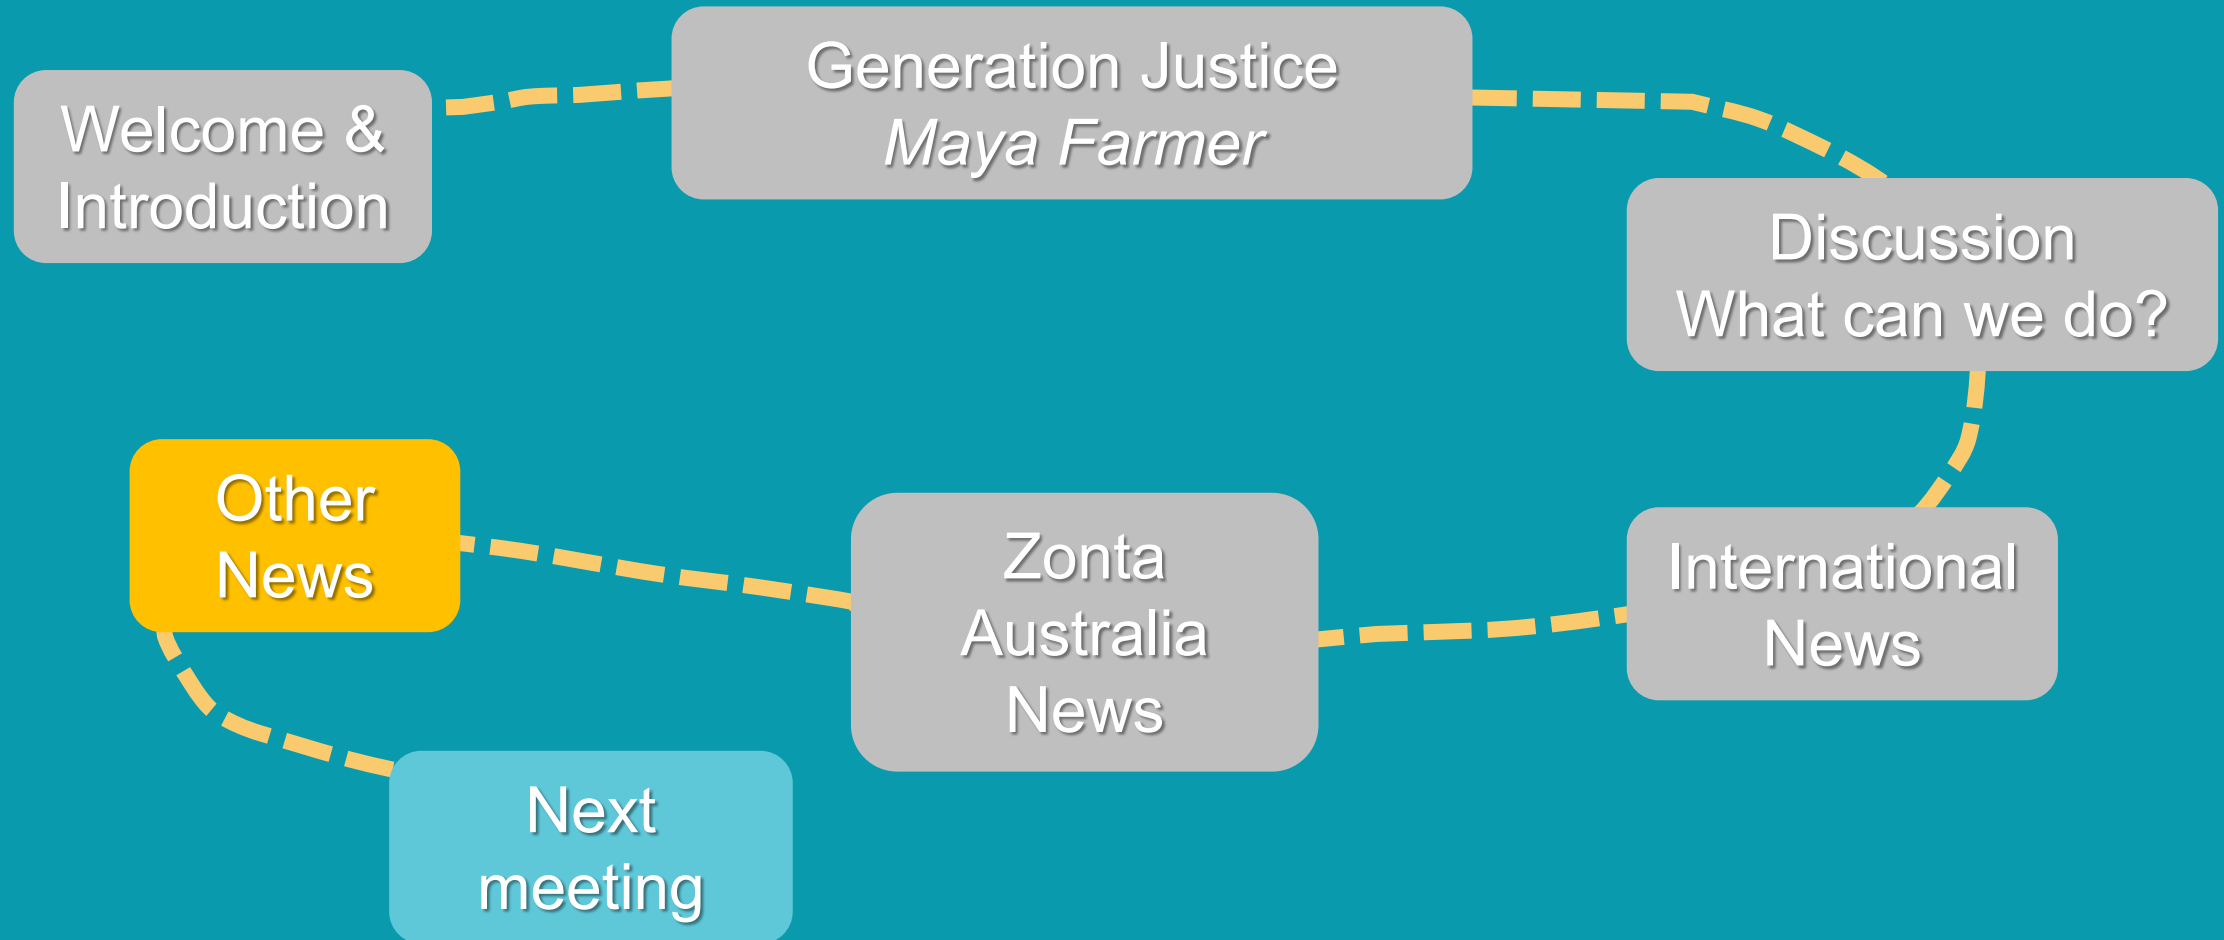 Welcome &
Introduction
Generation Justice
Maya Farmer
Discussion
What can we do?
International
News
Zonta
Australia
News
Other
News
Next
meeting